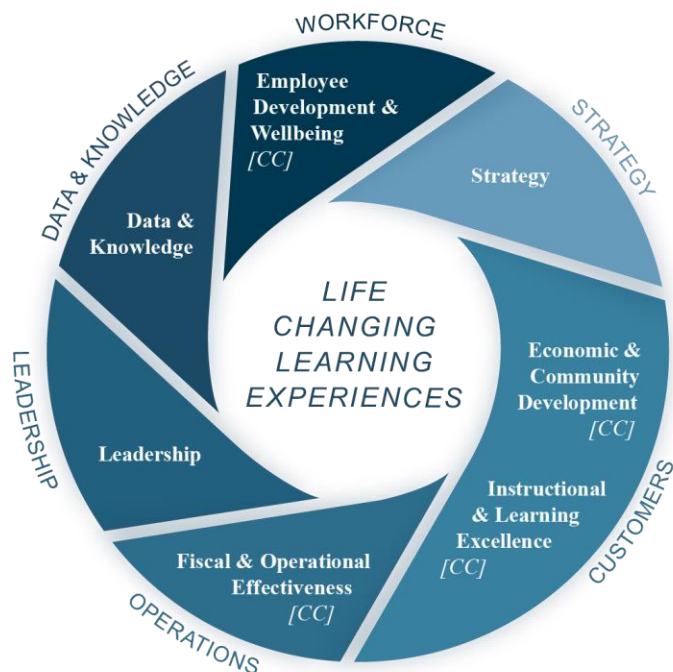 WORKFORCE
Employee
Development &
Wellbeing
[CC]
STRATEGY
Strategy
DATA & KNOWLEDGE
Data &
Knowledge
LIFE
CHANGING
LEARNING
EXPERIENCES
Economic &
Community
Development
[CC]
Instructional
& Learning
Excellence
[CC]
CUSTOMERS
LEADERSHIP
Leadership
Fiscal & Operational
Effectiveness
[CC]
OPERATIONS